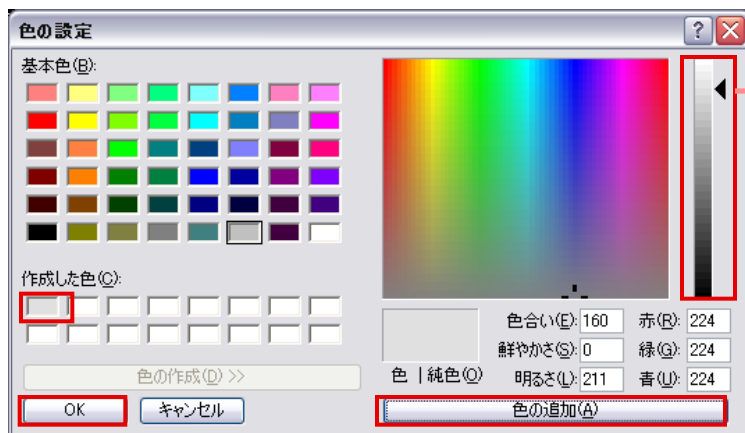 色の設定
基本色(B):
作成した色(C):
色の作成(D) >>
OK
キャンセル
色 | 純色(O)
色合い(E): 160
鮮やかさ(S): 0
明るさ(L): 211
赤(R): 224
緑(G): 224
青(U): 224
色の追加(A)